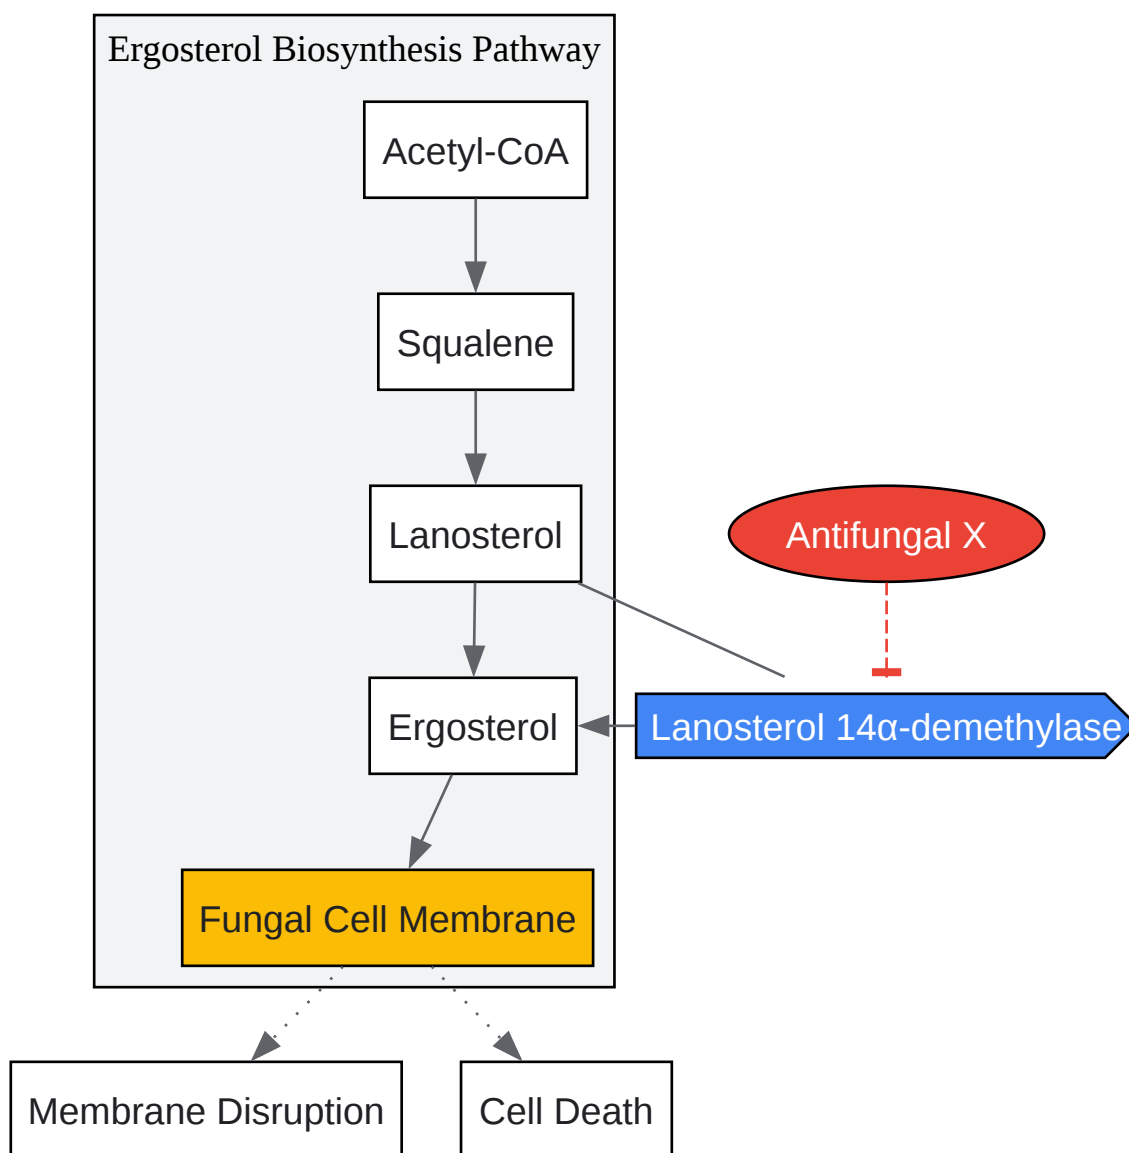 Ergosterol Biosynthesis Pathway
Acetyl-CoA
Squalene
Lanosterol
Antifungal X
Ergosterol
Lanosterol 14α-demethylase
Fungal Cell Membrane
Membrane Disruption
Cell Death